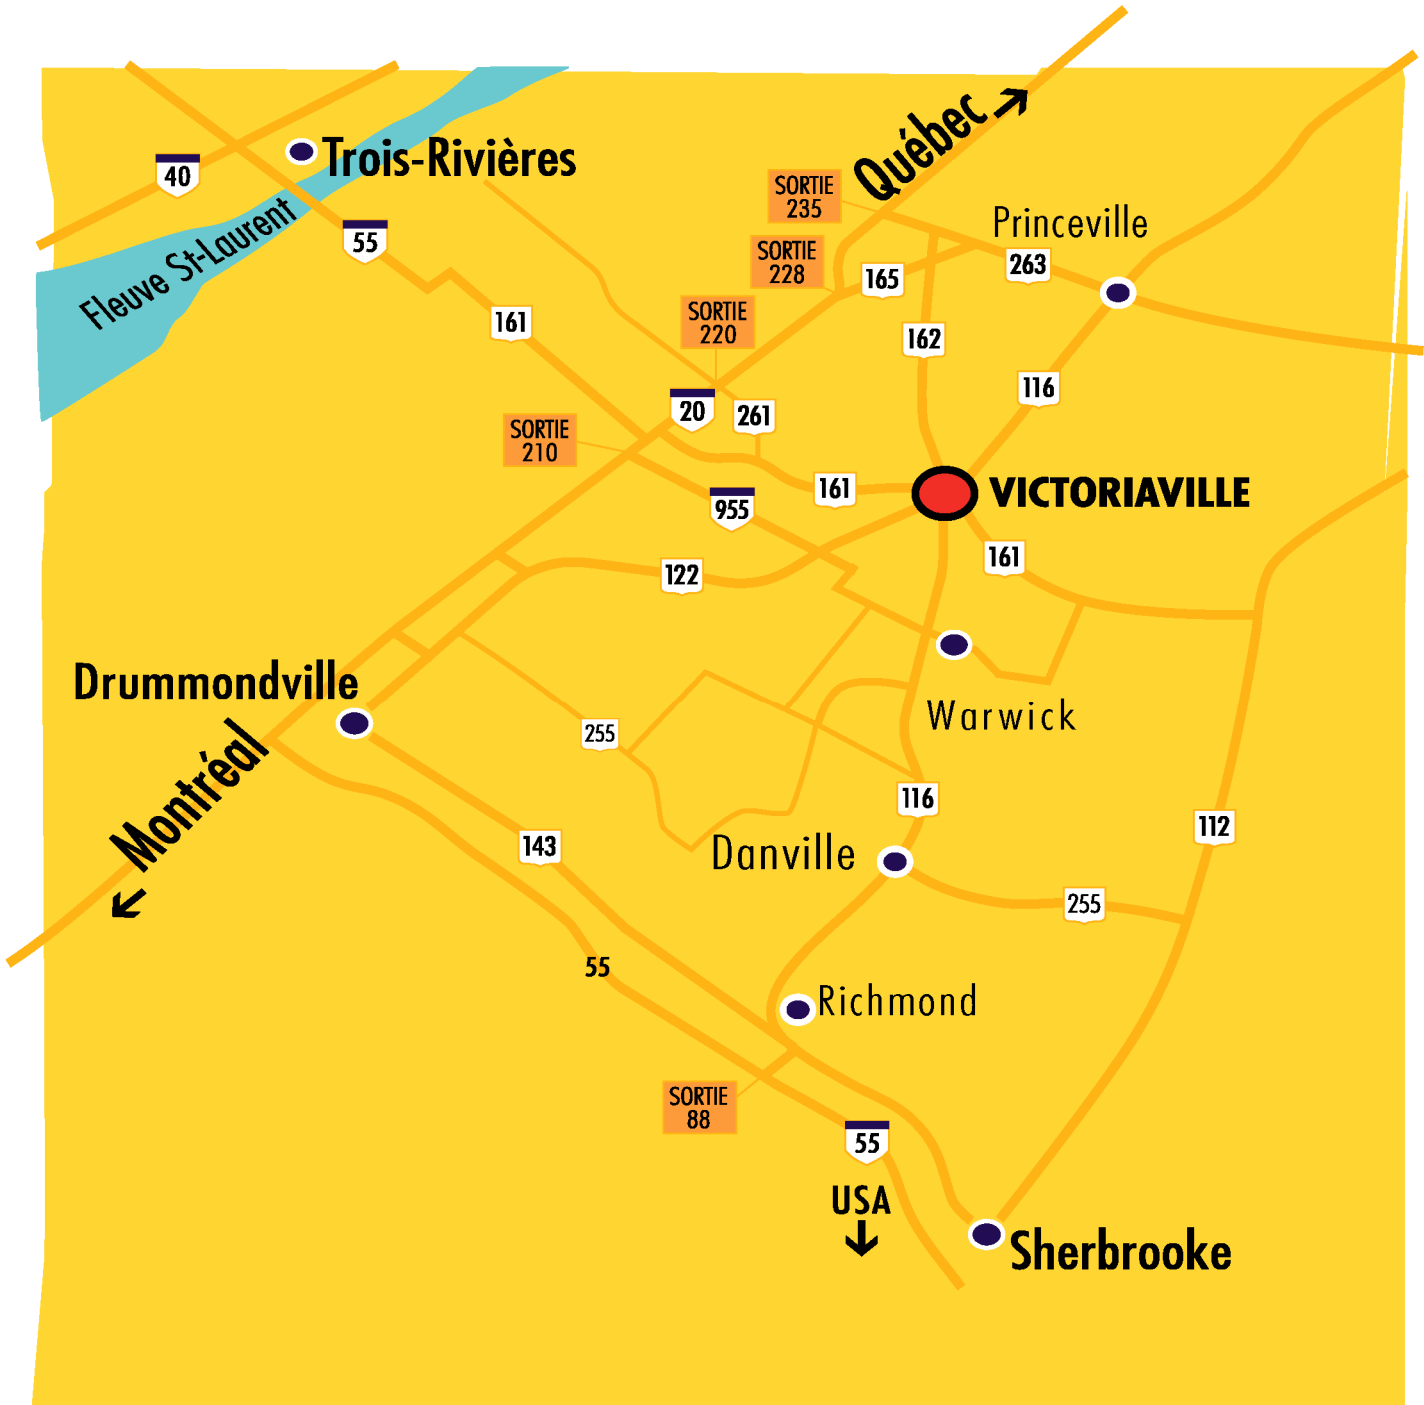 Québec
Trois-Rivières
40
SORTIE
235
Fleuve St-Laurent
55
Princeville
SORTIE
228
165
263
161
SORTIE
220
162
116
20
261
SORTIE
210
161
VICTORIAVILLE
955
161
122
Drummondville
Warwick
255
Montréal
116
112
143
Danville
255
55
Richmond
SORTIE
88
55
USA
Sherbrooke